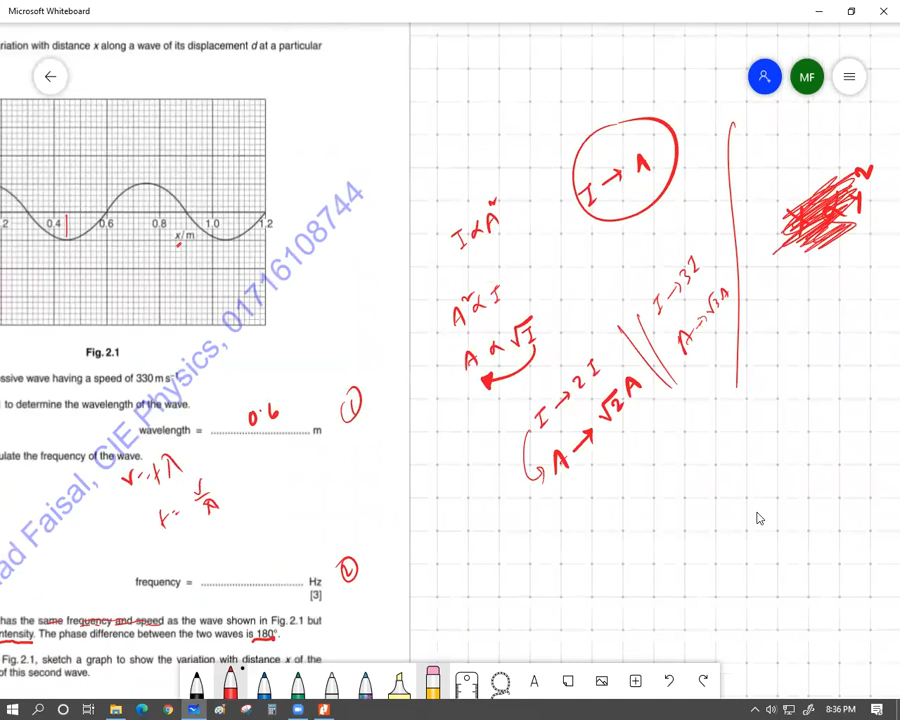 Microsoft Whiteboard
riation with distance x along a wave of its displacement d at a particular
MF
.2 0.4 0.6 0.8 1.0 1.2
x/m
Fig. 2.1
essive wave having a speed of 330 m s⁻¹.
1 to determine the wavelength of the wave.
wavelength = 0.6 m
1
ulate the frequency of the wave.
v = fλ
f = v/λ
frequency = .............................. Hz
2
[3]
has the same frequency and speed as the wave shown in Fig. 2.1 but
ntensity. The phase difference between the two waves is 180°.
Fig. 2.1, sketch a graph to show the variation with distance x of the
of this second wave.
ad Faisal, CIE Physics, 01716108744
I → A
I ∝ A²
A² ∝ I
A ∝ √I
I → 2I
A → √2 A
I → 3I
A → √3 A
8:36 PM